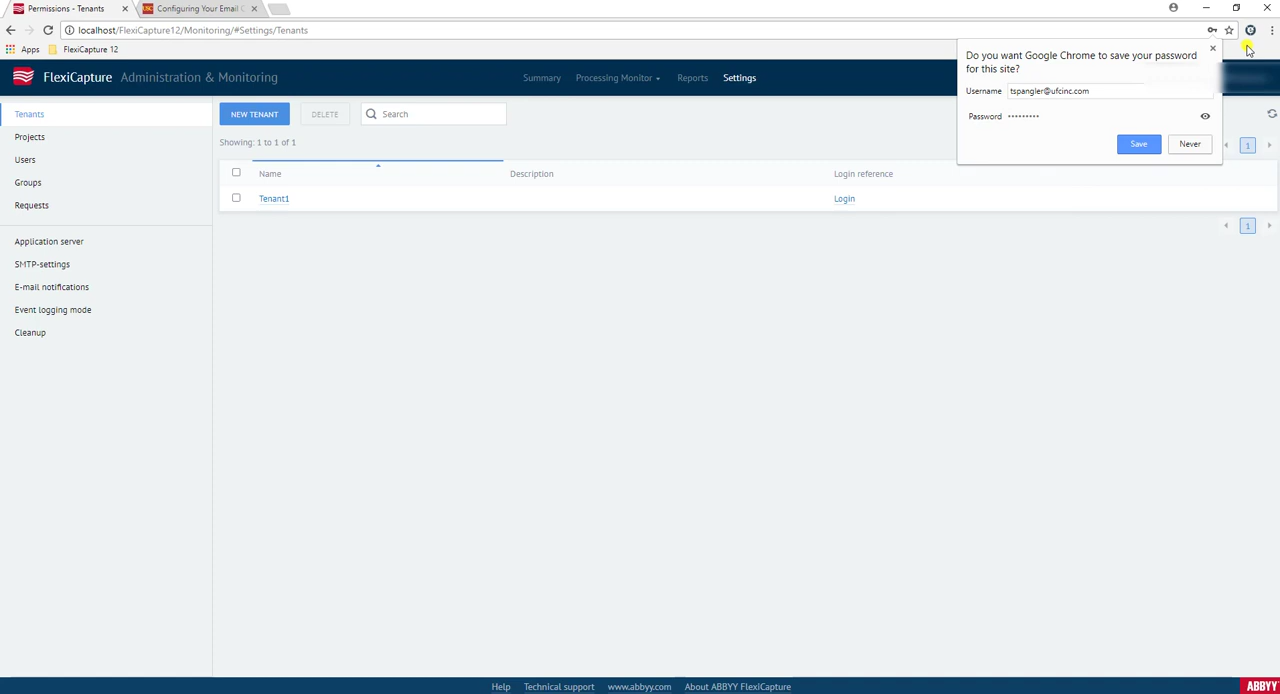 Permissions - Tenants
Configuring Your Email C
localhost/FlexiCapture12/Monitoring/#Settings/Tenants
Apps FlexiCapture 12
Do you want Google Chrome to save your password
for this site?
Username tspangler@ufcinc.com
Password •••••••••
Save Never
FlexiCapture Administration & Monitoring
Summary Processing Monitor Reports Settings
Tenants
Projects
Users
Groups
Requests
Application server
SMTP-settings
E-mail notifications
Event logging mode
Cleanup
NEW TENANT DELETE Search
Showing: 1 to 1 of 1
1
Name Description Login reference
Tenant1 Login
1
Help Technical support www.abbyy.com About ABBYY FlexiCapture
ABBYY